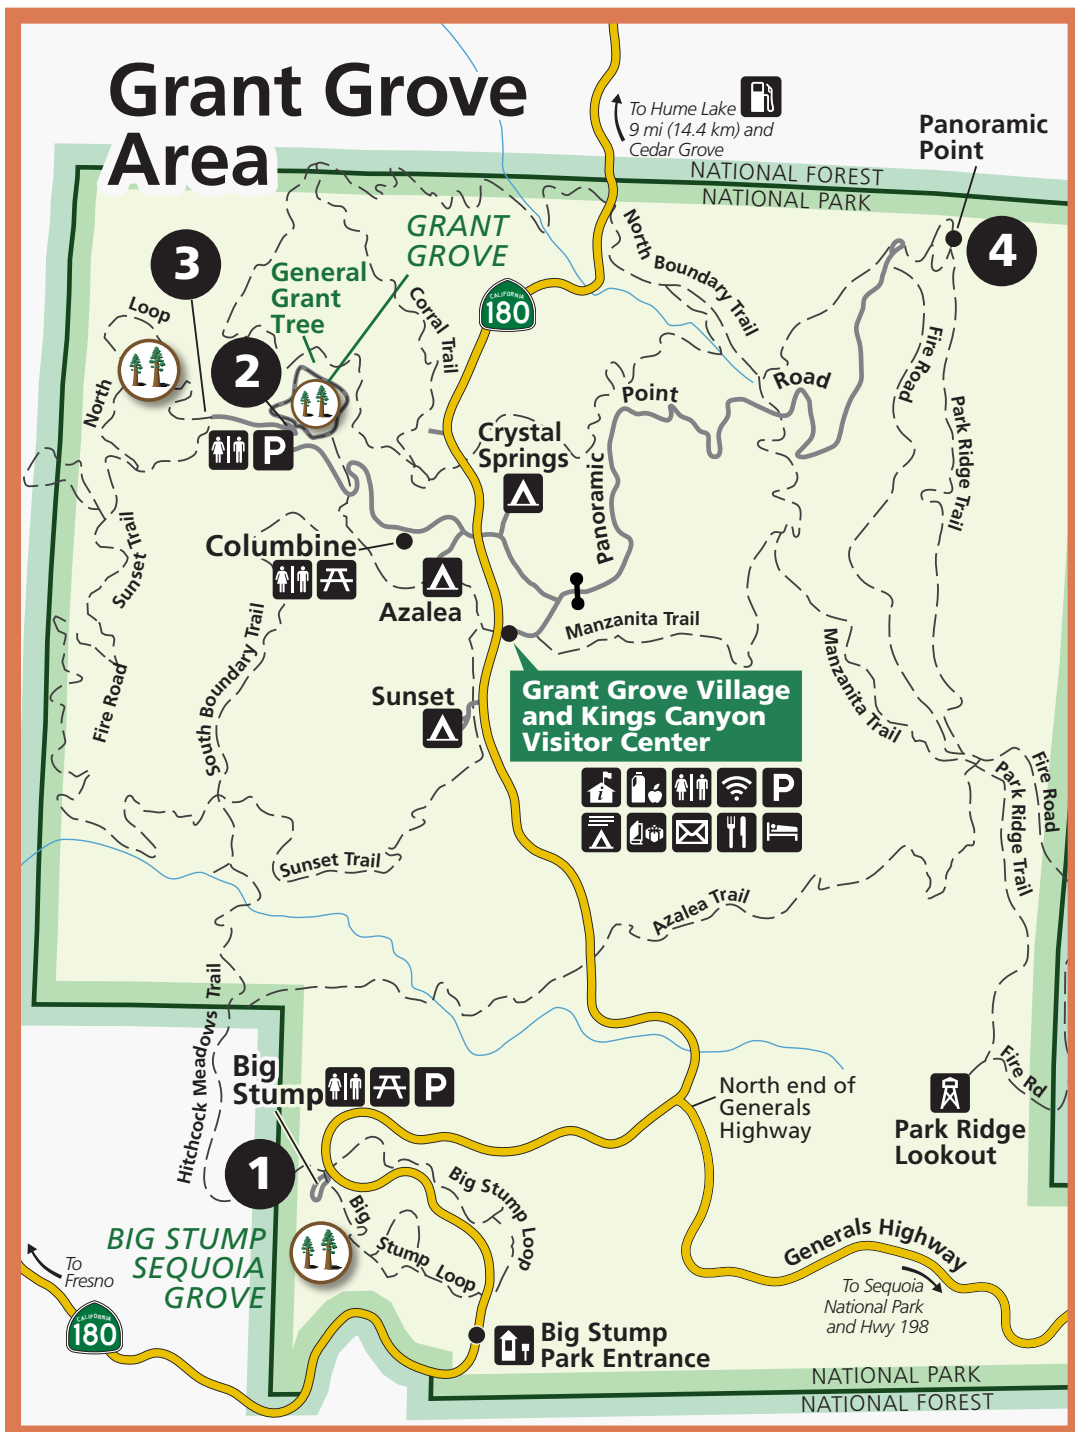 Grant Grove
Area
To Hume Lake
9 mi (14.4 km) and
Cedar Grove
Panoramic
Point
NATIONAL FOREST
NATIONAL PARK
GRANT
GROVE
3
4
General
Grant
Tree
North Boundary Trail
CALIFORNIA
180
Loop
North
Corral Trail
2
Fire Road
Road
Point
Panoramic
Park Ridge Trail
P
Crystal
Springs
Sunset Trail
Columbine
Azalea
Manzanita Trail
South Boundary Trail
Fire Road
Manzanita Trail
Sunset
Grant Grove Village
and Kings Canyon
Visitor Center
i
P
Park Ridge Trail
Fire Road
Sunset Trail
Azalea Trail
Hitchcock Meadows Trail
Big
Stump
P
North end of
Generals
Highway
Fire Rd
Park Ridge
Lookout
1
Big Stump Loop
Big
Stump Loop
BIG STUMP
SEQUOIA
GROVE
Generals Highway
To
Fresno
To Sequoia
National Park
and Hwy 198
CALIFORNIA
180
Big Stump
Park Entrance
NATIONAL PARK
NATIONAL FOREST